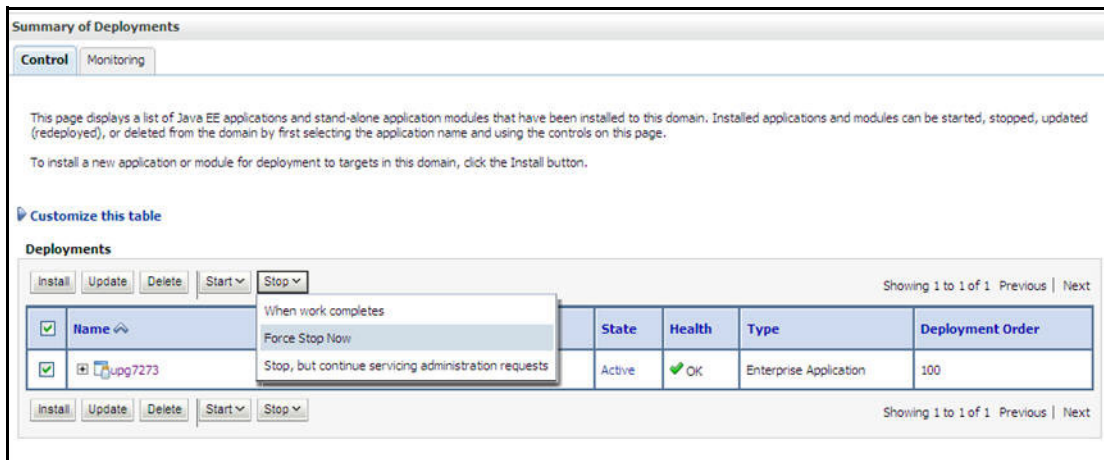 Summary of Deployments
Control Monitoring
This page displays a list of Java EE applications and stand-alone application modules that have been installed to this domain. Installed applications and modules can be started, stopped, updated
(redeployed), or deleted from the domain by first selecting the application name and using the controls on this page.
To install a new application or module for deployment to targets in this domain, click the Install button.
Customize this table
Deployments
Install Update Delete Start Stop Showing 1 to 1 of 1 Previous | Next
When work completes
Force Stop Now
Stop, but continue servicing administration requests
Name State Health Type Deployment Order
upg7273 Active OK Enterprise Application 100
Install Update Delete Start Stop Showing 1 to 1 of 1 Previous | Next